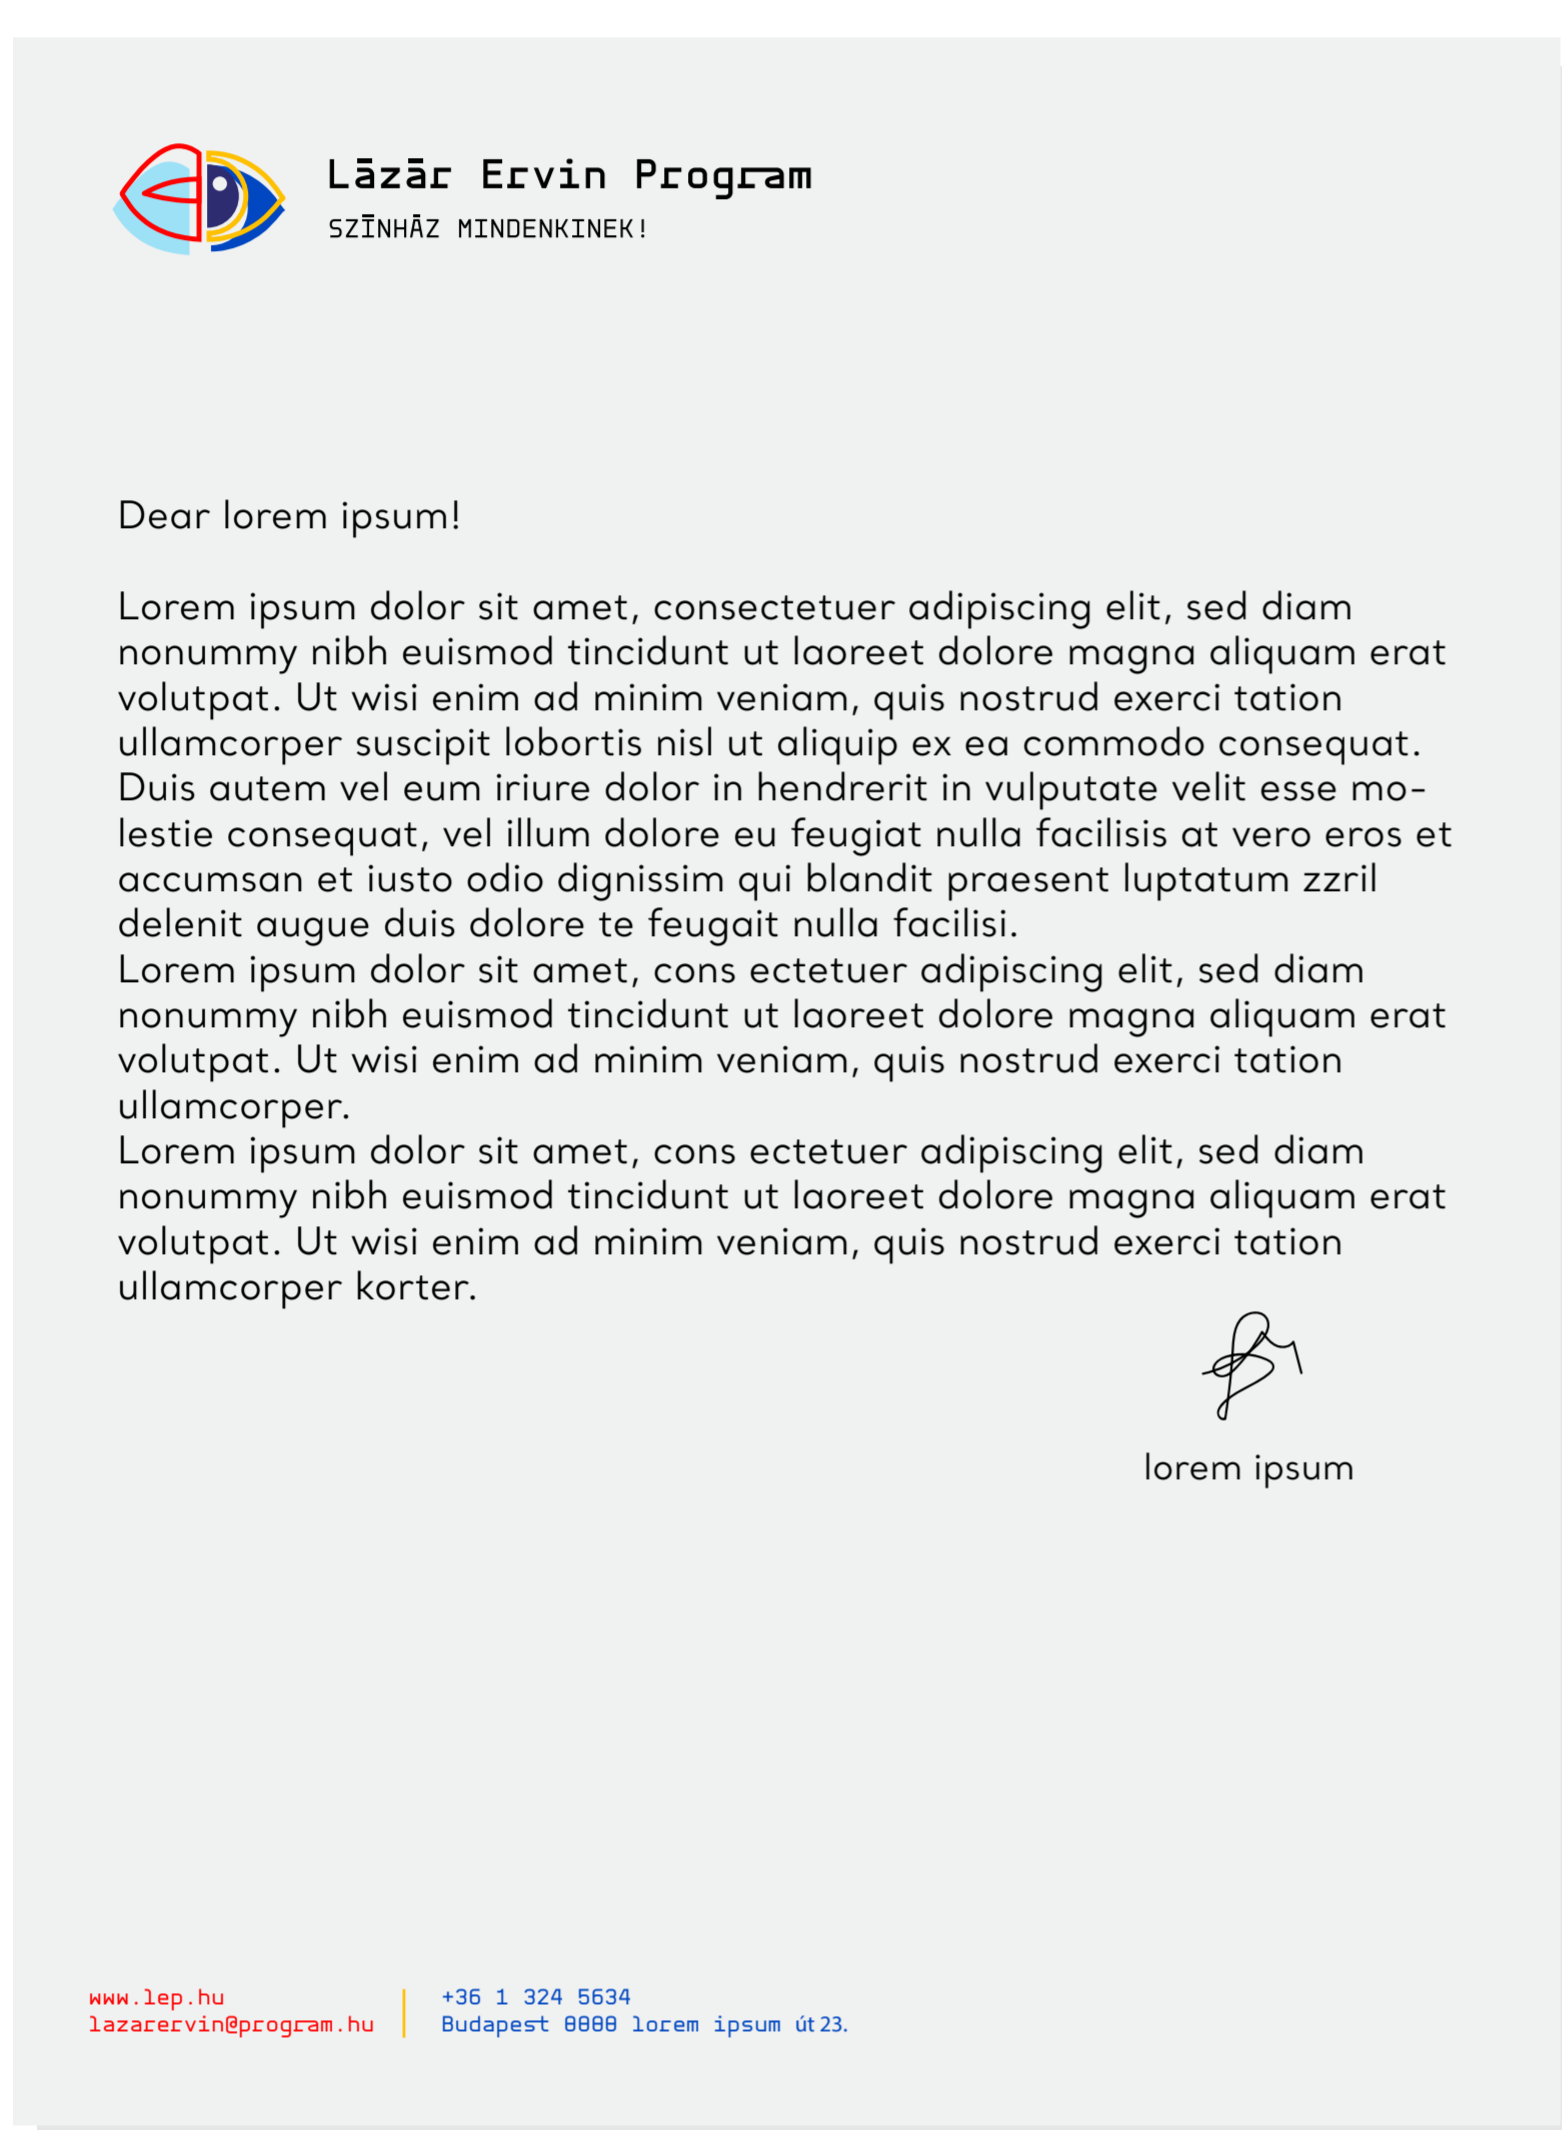 Lāzār Ervin Program
SZĪNHĀZ MINDENKINEK!
Dear lorem ipsum!
Lorem ipsum dolor sit amet, consectetuer adipiscing elit, sed diam
nonummy nibh euismod tincidunt ut laoreet dolore magna aliquam erat
volutpat. Ut wisi enim ad minim veniam, quis nostrud exerci tation
ullamcorper suscipit lobortis nisl ut aliquip ex ea commodo consequat.
Duis autem vel eum iriure dolor in hendrerit in vulputate velit esse mo-
lestie consequat, vel illum dolore eu feugiat nulla facilisis at vero eros et
accumsan et iusto odio dignissim qui blandit praesent luptatum zzril
delenit augue duis dolore te feugait nulla facilisi.
Lorem ipsum dolor sit amet, cons ectetuer adipiscing elit, sed diam
nonummy nibh euismod tincidunt ut laoreet dolore magna aliquam erat
volutpat. Ut wisi enim ad minim veniam, quis nostrud exerci tation
ullamcorper.
Lorem ipsum dolor sit amet, cons ectetuer adipiscing elit, sed diam
nonummy nibh euismod tincidunt ut laoreet dolore magna aliquam erat
volutpat. Ut wisi enim ad minim veniam, quis nostrud exerci tation
ullamcorper korter.
lorem ipsum
www.lep.hu
lazarervin@program.hu
+36 1 324 5634
Budapest 0000 lorem ipsum út 23.